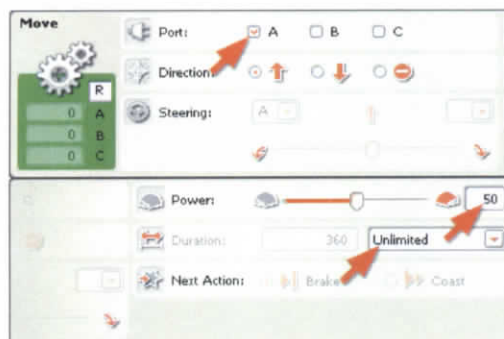 Move
Port: A B C
Direction:
R
0 A
Steering: A
0 B
0 C
Power: 50
Duration: 360 Unlimited
Next Action: Brake Coast